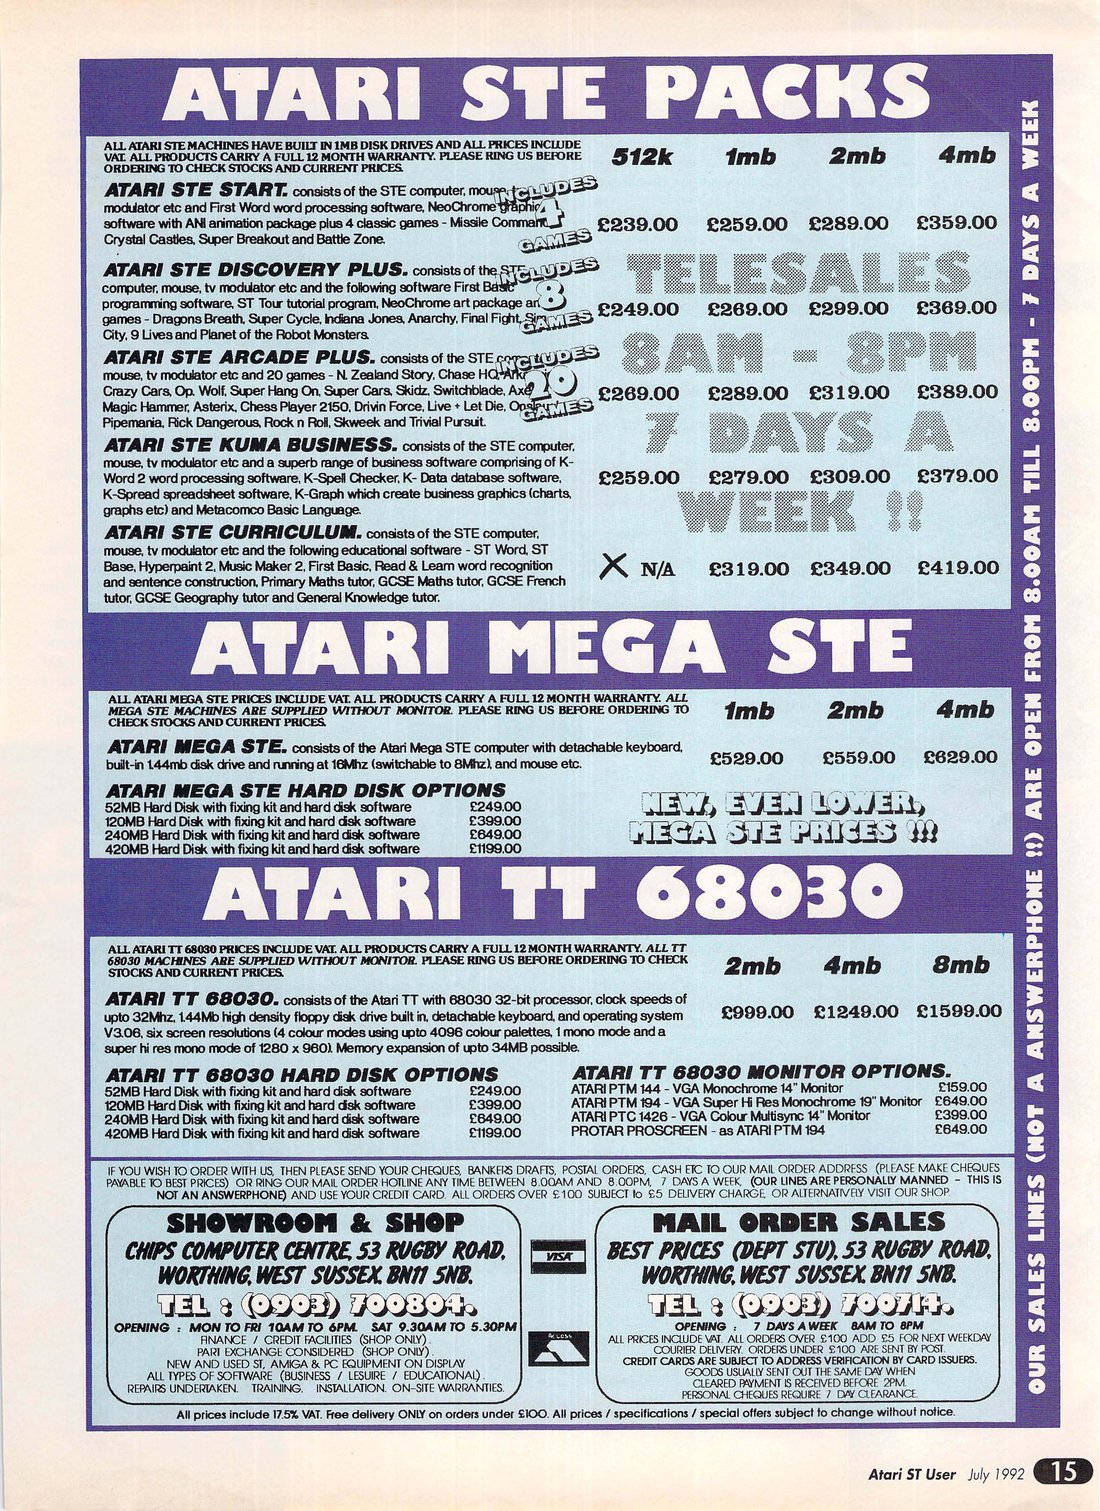 ATARI STE PACKS
ALL ATARI STE MACHINES HAVE BUILT IN 1MB DISK DRIVES AND ALL PRICES INCLUDE
VAT. ALL PRODUCTS CARRY A FULL 12 MONTH WARRANTY. PLEASE RING US BEFORE
ORDERING TO CHECK STOCKS AND CURRENT PRICES.
512k 1mb 2mb 4mb
ATARI STE START. consists of the STE computer, mouse,
modulator etc and First Word word processing software, NeoChrome graphic
software with ANI animation package plus 4 classic games - Missile Command,
Crystal Castles, Super Breakout and Battle Zone.
INCLUDES
4
GAMES
£239.00 £259.00 £289.00 £359.00
ATARI STE DISCOVERY PLUS. consists of the STE
computer, mouse, tv modulator etc and the following software First Basic
programming software, ST Tour tutorial program, NeoChrome art package an
games - Dragons Breath, Super Cycle, Indiana Jones, Anarchy, Final Fight, Sim
City, 9 Lives and Planet of the Robot Monsters.
INCLUDES
8
GAMES
£249.00 £269.00 £299.00 £369.00
ATARI STE ARCADE PLUS. consists of the STE
mouse, tv modulator etc and 20 games - N. Zealand Story, Chase HQ, Ark
Crazy Cars, Op. Wolf, Super Hang On, Super Cars, Skidz, Switchblade, Axe
Magic Hammer, Asterix, Chess Player 2150, Drivin Force, Live + Let Die,
Pipemania, Rick Dangerous, Rock n Roll, Skweek and Trivial Pursuit.
INCLUDES
20
GAMES
£269.00 £289.00 £319.00 £389.00
ATARI STE KUMA BUSINESS. consists of the STE computer,
mouse, tv modulator etc and a superb range of business software comprising of K-
Word 2 word processing software, K-Spell Checker, K- Data database software,
K-Spread spreadsheet software, K-Graph which create business graphics (charts,
graphs etc) and Metacomco Basic Language.
£259.00 £279.00 £309.00 £379.00
ATARI STE CURRICULUM. consists of the STE computer,
mouse, tv modulator etc and the following educational software - ST Word, ST
Base, Hyperpaint 2, Music Maker 2, First Basic, Read & Learn word recognition
and sentence construction, Primary Maths tutor, GCSE Maths tutor, GCSE French
tutor, GCSE Geography tutor and General Knowledge tutor.
N/A £319.00 £349.00 £419.00
TELESALES
8AM - 8PM
7 DAYS A
WEEK !!
ATARI MEGA STE
ALL ATARI MEGA STE PRICES INCLUDE VAT. ALL PRODUCTS CARRY A FULL 12 MONTH WARRANTY. ALL
MEGA STE MACHINES ARE SUPPLIED WITHOUT MONITOR. PLEASE RING US BEFORE ORDERING TO
CHECK STOCKS AND CURRENT PRICES.
1mb 2mb 4mb
ATARI MEGA STE. consists of the Atari Mega STE computer with detachable keyboard,
built-in 1.44mb disk drive and running at 16Mhz (switchable to 8Mhz), and mouse etc.
£529.00 £559.00 £629.00
ATARI MEGA STE HARD DISK OPTIONS
52MB Hard Disk with fixing kit and hard disk software £249.00
120MB Hard Disk with fixing kit and hard disk software £399.00
240MB Hard Disk with fixing kit and hard disk software £649.00
420MB Hard Disk with fixing kit and hard disk software £1199.00
NEW, EVEN LOWER,
MEGA STE PRICES !!!
ATARI TT 68030
ALL ATARI TT 68030 PRICES INCLUDE VAT. ALL PRODUCTS CARRY A FULL 12 MONTH WARRANTY. ALL TT
68030 MACHINES ARE SUPPLIED WITHOUT MONITOR. PLEASE RING US BEFORE ORDERING TO CHECK
STOCKS AND CURRENT PRICES.
2mb 4mb 8mb
ATARI TT 68030. consists of the Atari TT with 68030 32-bit processor, clock speeds of
upto 32Mhz, 1.44Mb high density floppy disk drive built in, detachable keyboard, and operating system
V3.06, six screen resolutions (4 colour modes using upto 4096 colour palettes, 1 mono mode and a
super hi res mono mode of 1280 x 960). Memory expansion of upto 34MB possible.
£999.00 £1249.00 £1599.00
ATARI TT 68030 HARD DISK OPTIONS
52MB Hard Disk with fixing kit and hard disk software £249.00
120MB Hard Disk with fixing kit and hard disk software £399.00
240MB Hard Disk with fixing kit and hard disk software £649.00
420MB Hard Disk with fixing kit and hard disk software £1199.00
ATARI TT 68030 MONITOR OPTIONS.
ATARI PTM 144 - VGA Monochrome 14" Monitor £159.00
ATARI PTM 194 - VGA Super Hi Res Monochrome 19" Monitor £649.00
ATARI PTC 1426 - VGA Colour Multisync 14" Monitor £399.00
PROTAR PROSCREEN - as ATARI PTM 194 £649.00
IF YOU WISH TO ORDER WITH US, THEN PLEASE SEND YOUR CHEQUES, BANKERS DRAFTS, POSTAL ORDERS, CASH ETC TO OUR MAIL ORDER ADDRESS (PLEASE MAKE CHEQUES
PAYABLE TO BEST PRICES) OR RING OUR MAIL ORDER HOTLINE ANY TIME BETWEEN 8.00AM AND 8.00PM, 7 DAYS A WEEK, (OUR LINES ARE PERSONALLY MANNED - THIS IS
NOT AN ANSWERPHONE) AND USE YOUR CREDIT CARD. ALL ORDERS OVER £100 SUBJECT to £5 DELIVERY CHARGE, OR ALTERNATIVELY VISIT OUR SHOP.
SHOWROOM & SHOP
CHIPS COMPUTER CENTRE, 53 RUGBY ROAD,
WORTHING, WEST SUSSEX, BN11 5NB.
TEL : (0903) 700804.
OPENING : MON TO FRI 10AM TO 6PM. SAT 9.30AM TO 5.30PM
FINANCE / CREDIT FACILITIES (SHOP ONLY).
PART EXCHANGE CONSIDERED (SHOP ONLY).
NEW AND USED ST, AMIGA & PC EQUIPMENT ON DISPLAY
ALL TYPES OF SOFTWARE (BUSINESS / LESUIRE / EDUCATIONAL).
REPAIRS UNDERTAKEN. TRAINING. INSTALLATION. ON-SITE WARRANTIES.
VISA
Access
MAIL ORDER SALES
BEST PRICES (DEPT STU), 53 RUGBY ROAD,
WORTHING, WEST SUSSEX, BN11 5NB.
TEL : (0903) 700714.
OPENING : 7 DAYS A WEEK 8AM TO 8PM
ALL PRICES INCLUDE VAT. ALL ORDERS OVER £100 ADD £5 FOR NEXT WEEKDAY
COURIER DELIVERY. ORDERS UNDER £100 ARE SENT BY POST.
CREDIT CARDS ARE SUBJECT TO ADDRESS VERIFICATION BY CARD ISSUERS.
GOODS USUALLY SENT OUT THE SAME DAY WHEN
CLEARED PAYMENT IS RECEIVED BEFORE 2PM.
PERSONAL CHEQUES REQUIRE 7 DAY CLEARANCE.
All prices include 17.5% VAT. Free delivery ONLY on orders under £100. All prices / specifications / special offers subject to change without notice.
OUR SALES LINES (NOT A ANSWERPHONE !!) ARE OPEN FROM 8.00AM TILL 8.00PM - 7 DAYS A WEEK
Atari ST User July 1992 15